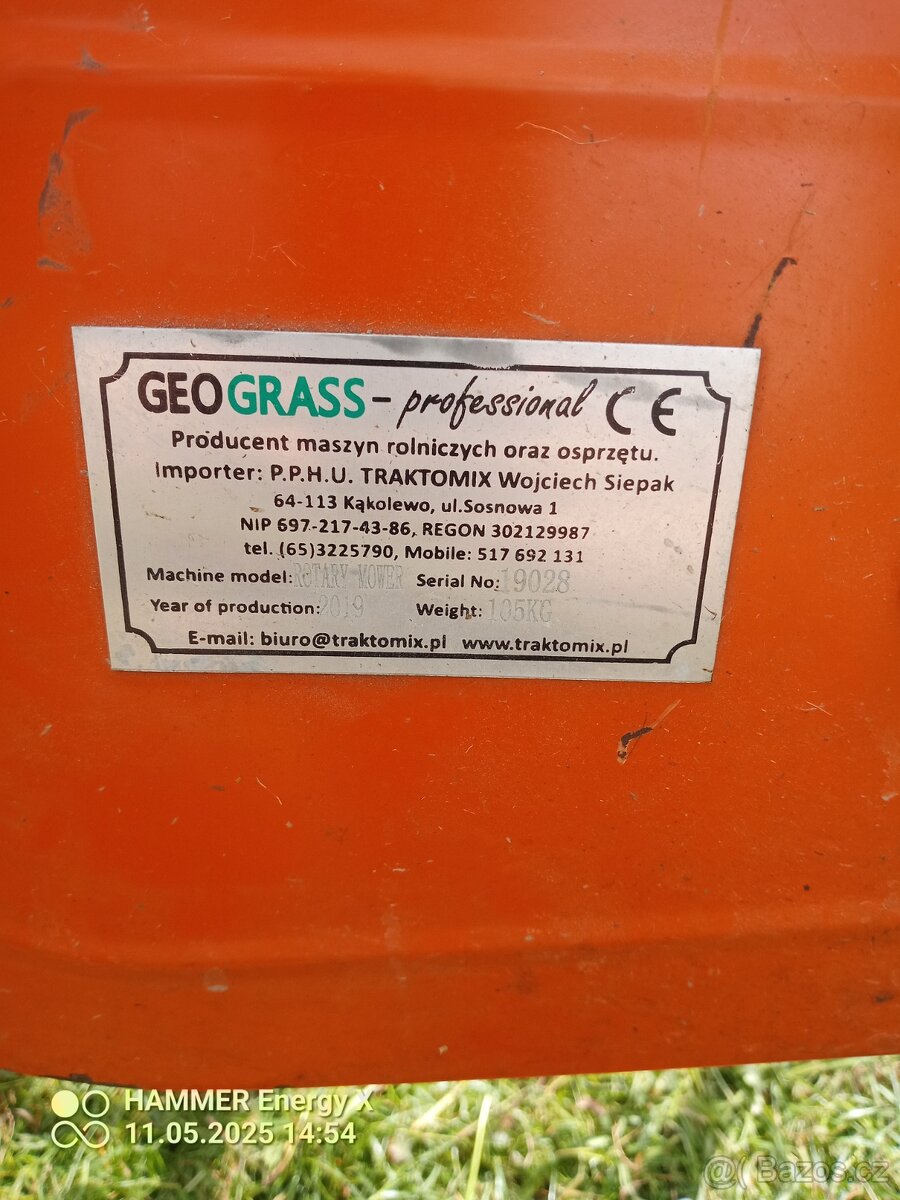 GEOGRASS - professional CE
Producent maszyn rolniczych oraz osprzętu.
Importer: P.P.H.U. TRAKTOMIX Wojciech Siepak
64-113 Kąkolewo, ul.Sosnowa 1
NIP 697-217-43-86, REGON 302129987
tel. (65)3225790, Mobile: 517 692 131
Machine model: ROTARY MOWER Serial No: 19028
Year of production: 2019 Weight: 105KG
E-mail: biuro@traktomix.pl www.traktomix.pl
HAMMER Energy X
11.05.2025 14:54
Bazos.cz